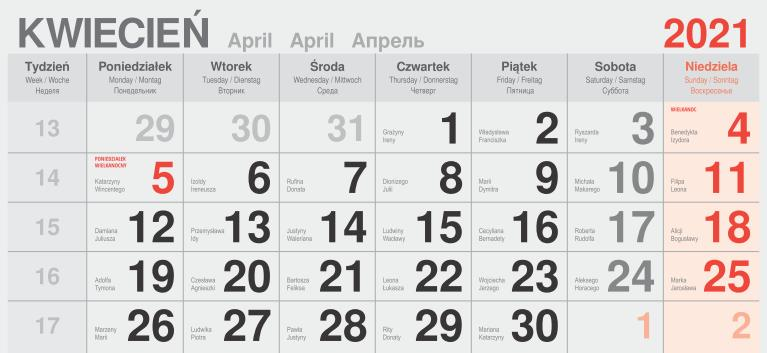 KWIECIEŃ April April Апрель 2021
Tydzień Poniedziałek Wtorek Środa Czwartek Piątek Sobota Niedziela
Week / Woche Monday / Montag Tuesday / Dienstag Wednesday / Mittwoch Thursday / Donnerstag Friday / Freitag Saturday / Samstag Sunday / Sonntag
Неделя Понедельник Вторник Среда Четверг Пятница Суббота Воскресенье
WIELKANOC
13 29 30 31 1 2 3 4
Grażyny Władysława Ryszarda Benedykta
Ireny Franciszka Ireny Izydora
PONIEDZIAŁEK
WIELKANOCNY
14 5 6 7 8 9 10 11
Katarzyny Izoldy Rufina Dionizego Marii Michała Filipa
Wincentego Ireneusza Donata Julii Dymitra Makarego Leona
15 12 13 14 15 16 17 18
Damiana Przemysława Justyny Ludwiny Cecyliana Roberta Alicji
Juliusza Idy Waleriana Wacławy Bernadety Rudolfa Bogusławy
16 19 20 21 22 23 24 25
Adolfa Czesława Bartosza Leona Wojciecha Aleksego Marka
Tymona Agnieszki Feliksa Łukasza Jerzego Horacego Jarosława
17 26 27 28 29 30 1 2
Marzeny Ludwika Pawła Rity Mariana
Marii Piotra Justyny Donaty Katarzyny